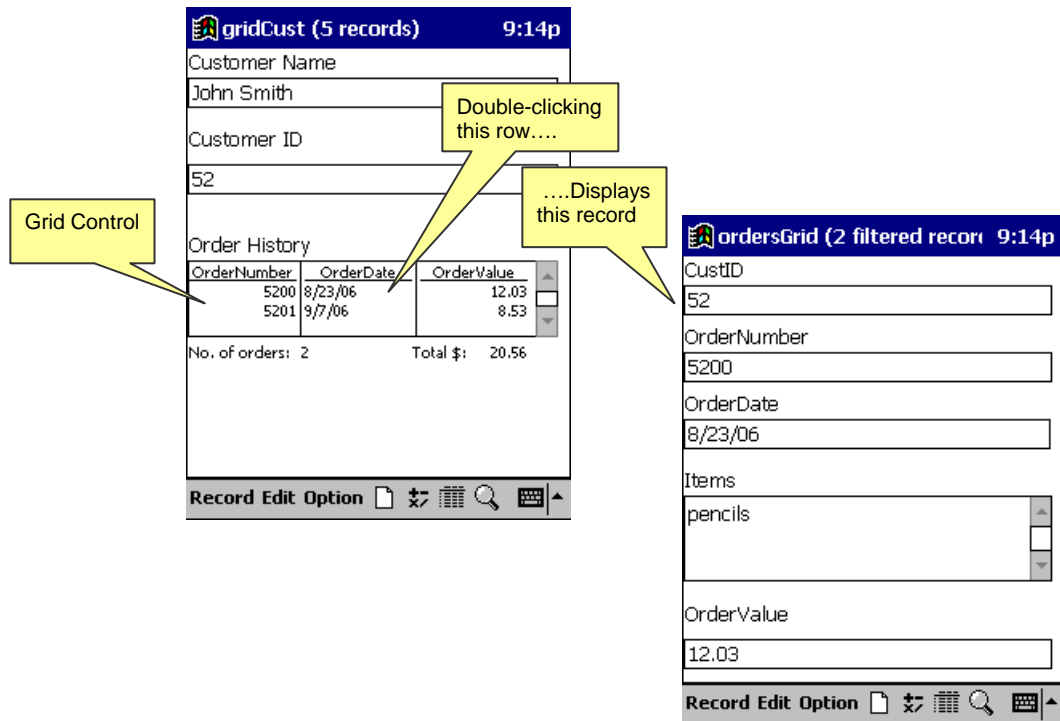 gridCust (5 records) 9:14p
Customer Name
John Smith
Customer ID
52
Order History
OrderNumber OrderDate OrderValue
5200 8/23/06 12.03
5201 9/7/06 8.53
No. of orders: 2 Total $: 20.56
Record Edit Option
Grid Control
Double-clicking
this row….
….Displays
this record
ordersGrid (2 filtered recor 9:14p
CustID
52
OrderNumber
5200
OrderDate
8/23/06
Items
pencils
OrderValue
12.03
Record Edit Option